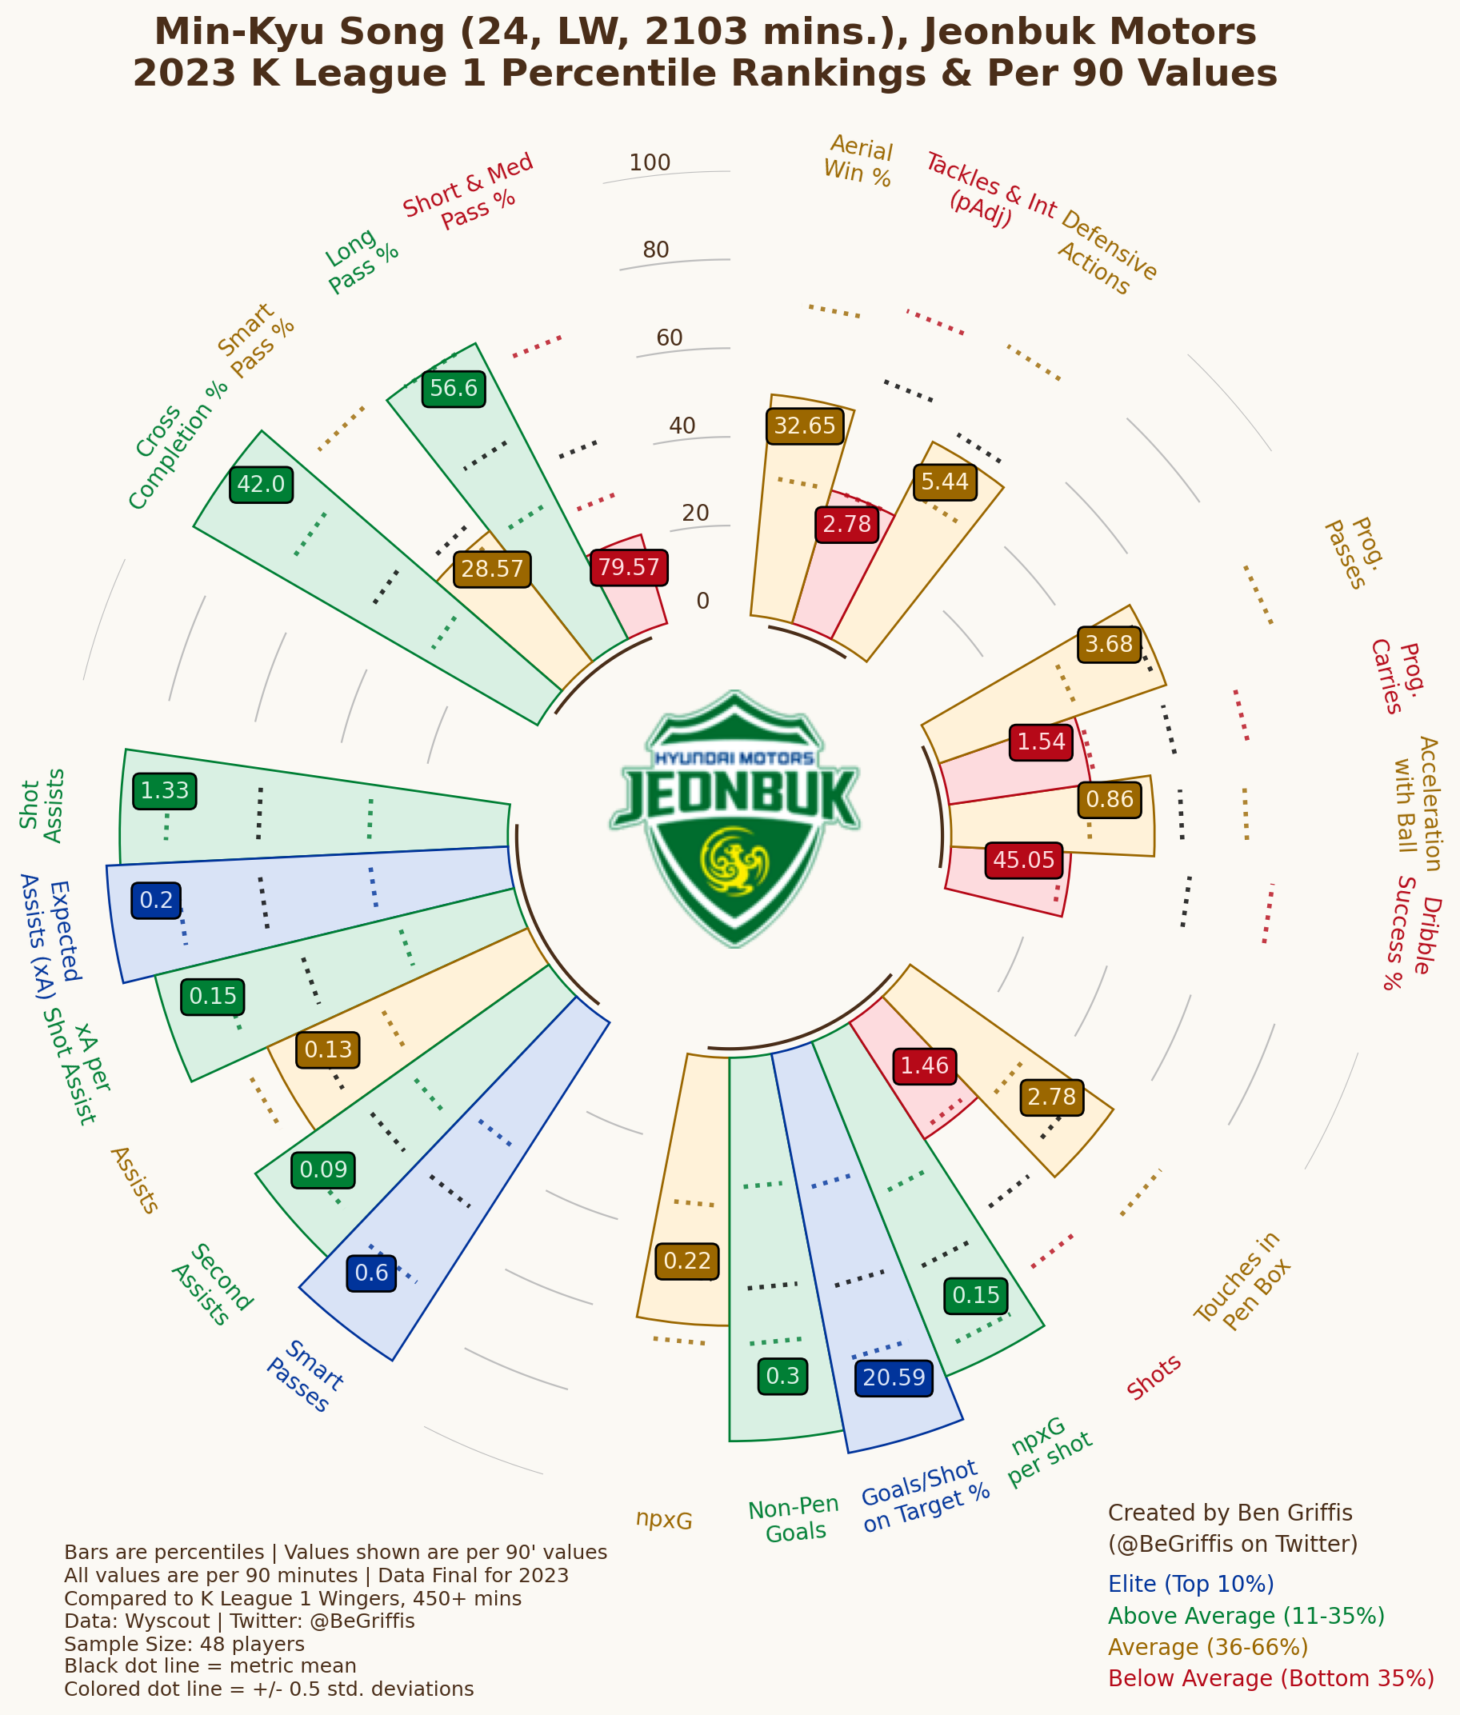 Min-Kyu Song (24, LW, 2103 mins.), Jeonbuk Motors
2023 K League 1 Percentile Rankings & Per 90 Values
100
80
60
40
20
0
Aerial
Win %
Tackles & Int
(pAdj)
Defensive
Actions
Prog.
Passes
Prog.
Carries
Acceleration
with Ball
Dribble
Success %
Touches in
Pen Box
Shots
npxG
per shot
Goals/Shot
on Target %
Non-Pen
Goals
npxG
Smart
Passes
Second
Assists
Assists
xA per
Shot Assist
Expected
Assists (xA)
Shot
Assists
Cross
Completion %
Smart
Pass %
Long
Pass %
Short & Med
Pass %
32.65
2.78
5.44
3.68
1.54
0.86
45.05
2.78
1.46
0.15
20.59
0.3
0.22
0.6
0.09
0.13
0.15
0.2
1.33
42.0
28.57
56.6
79.57
HYUNDAI MOTORS
JEONBUK
Bars are percentiles | Values shown are per 90' values
All values are per 90 minutes | Data Final for 2023
Compared to K League 1 Wingers, 450+ mins
Data: Wyscout | Twitter: @BeGriffis
Sample Size: 48 players
Black dot line = metric mean
Colored dot line = +/- 0.5 std. deviations
Created by Ben Griffis
(@BeGriffis on Twitter)
Elite (Top 10%)
Above Average (11-35%)
Average (36-66%)
Below Average (Bottom 35%)